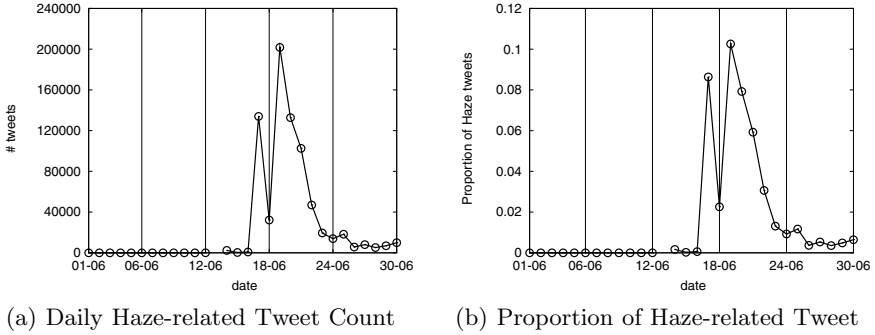 240000
200000
160000
120000
80000
40000
0
# tweets
01-06 06-06 12-06 18-06 24-06 30-06
date
(a) Daily Haze-related Tweet Count
0.12
0.1
0.08
0.06
0.04
0.02
0
Proportion of Haze tweets
01-06 06-06 12-06 18-06 24-06 30-06
date
(b) Proportion of Haze-related Tweet